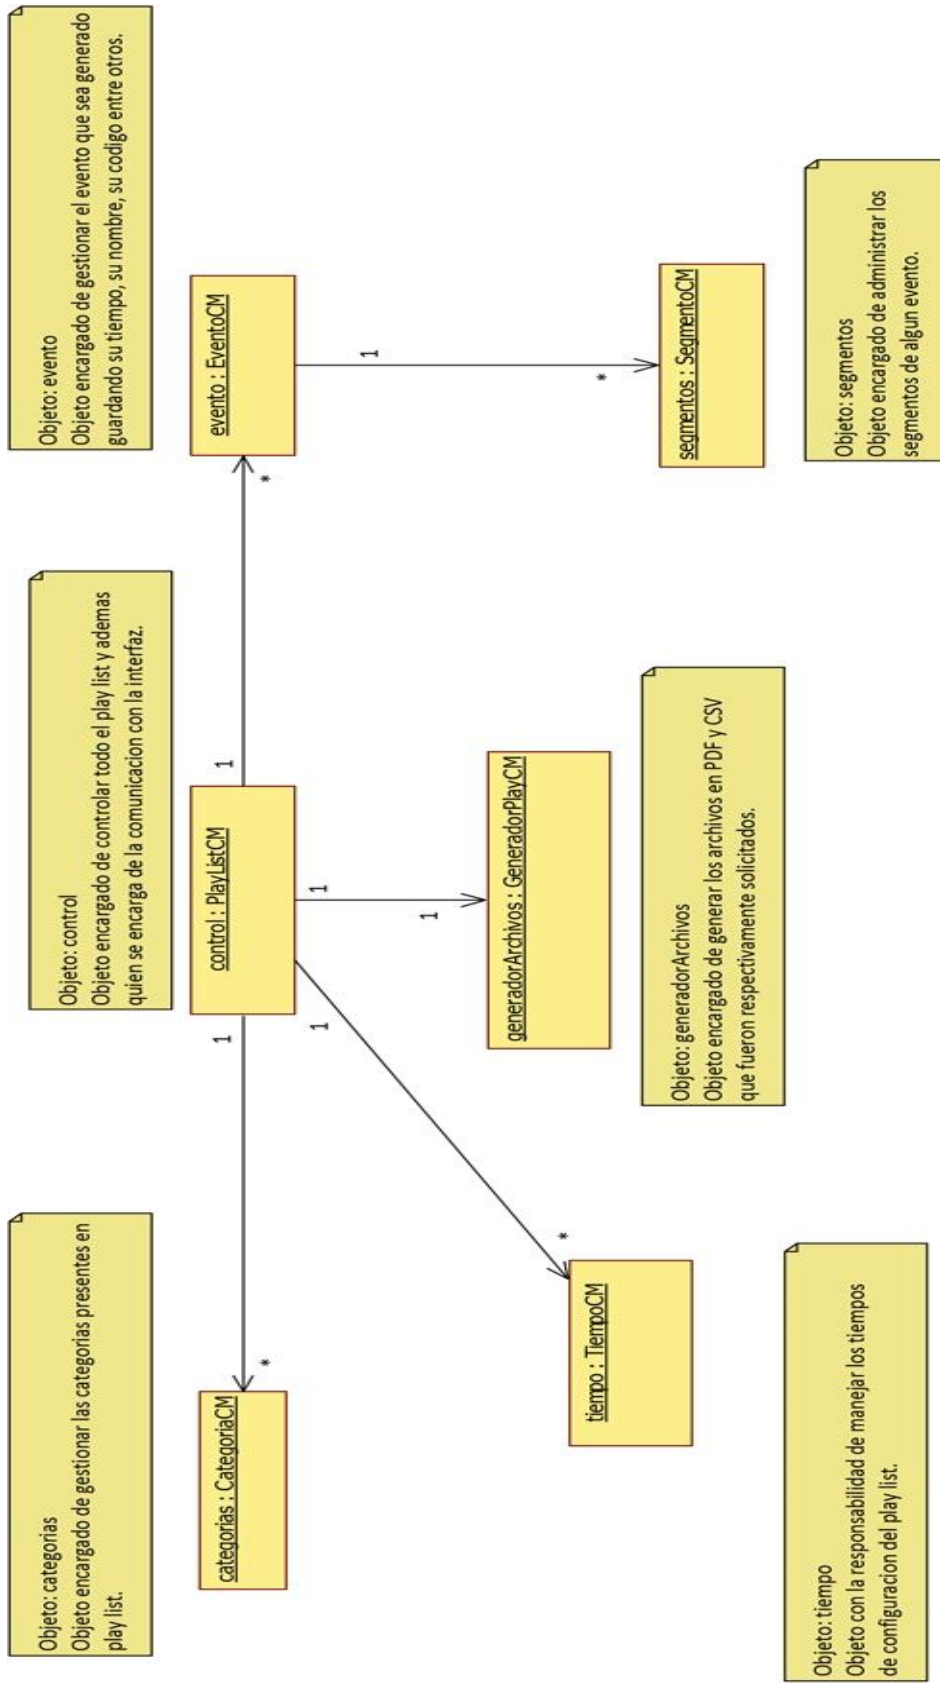 Objeto: categorias
Objeto encargado de gestionar las categorias presentes en
play list.
Objeto: control
Objeto encargado de controlar todo el play list y ademas
quien se encarga de la comunicacion con la interfaz.
Objeto: evento
Objeto encargado de gestionar el evento que sea generado
guardando su tiempo, su nombre, su codigo entre otros.
categorias : CategoriaCM
*
1
control : PlayListCM
1
*
evento : EventoCM
1
*
1
1
1
*
segmentos : SegmentoCM
generadorArchivos : GeneradorPlayCM
tiempo : TiempoCM
Objeto: generadorArchivos
Objeto encargado de generar los archivos en PDF y CSV
que fueron respectivamente solicitados.
Objeto: tiempo
Objeto con la responsabilidad de manejar los tiempos
de configuracion del play list.
Objeto: segmentos
Objeto encargado de administrar los
segmentos de algun evento.